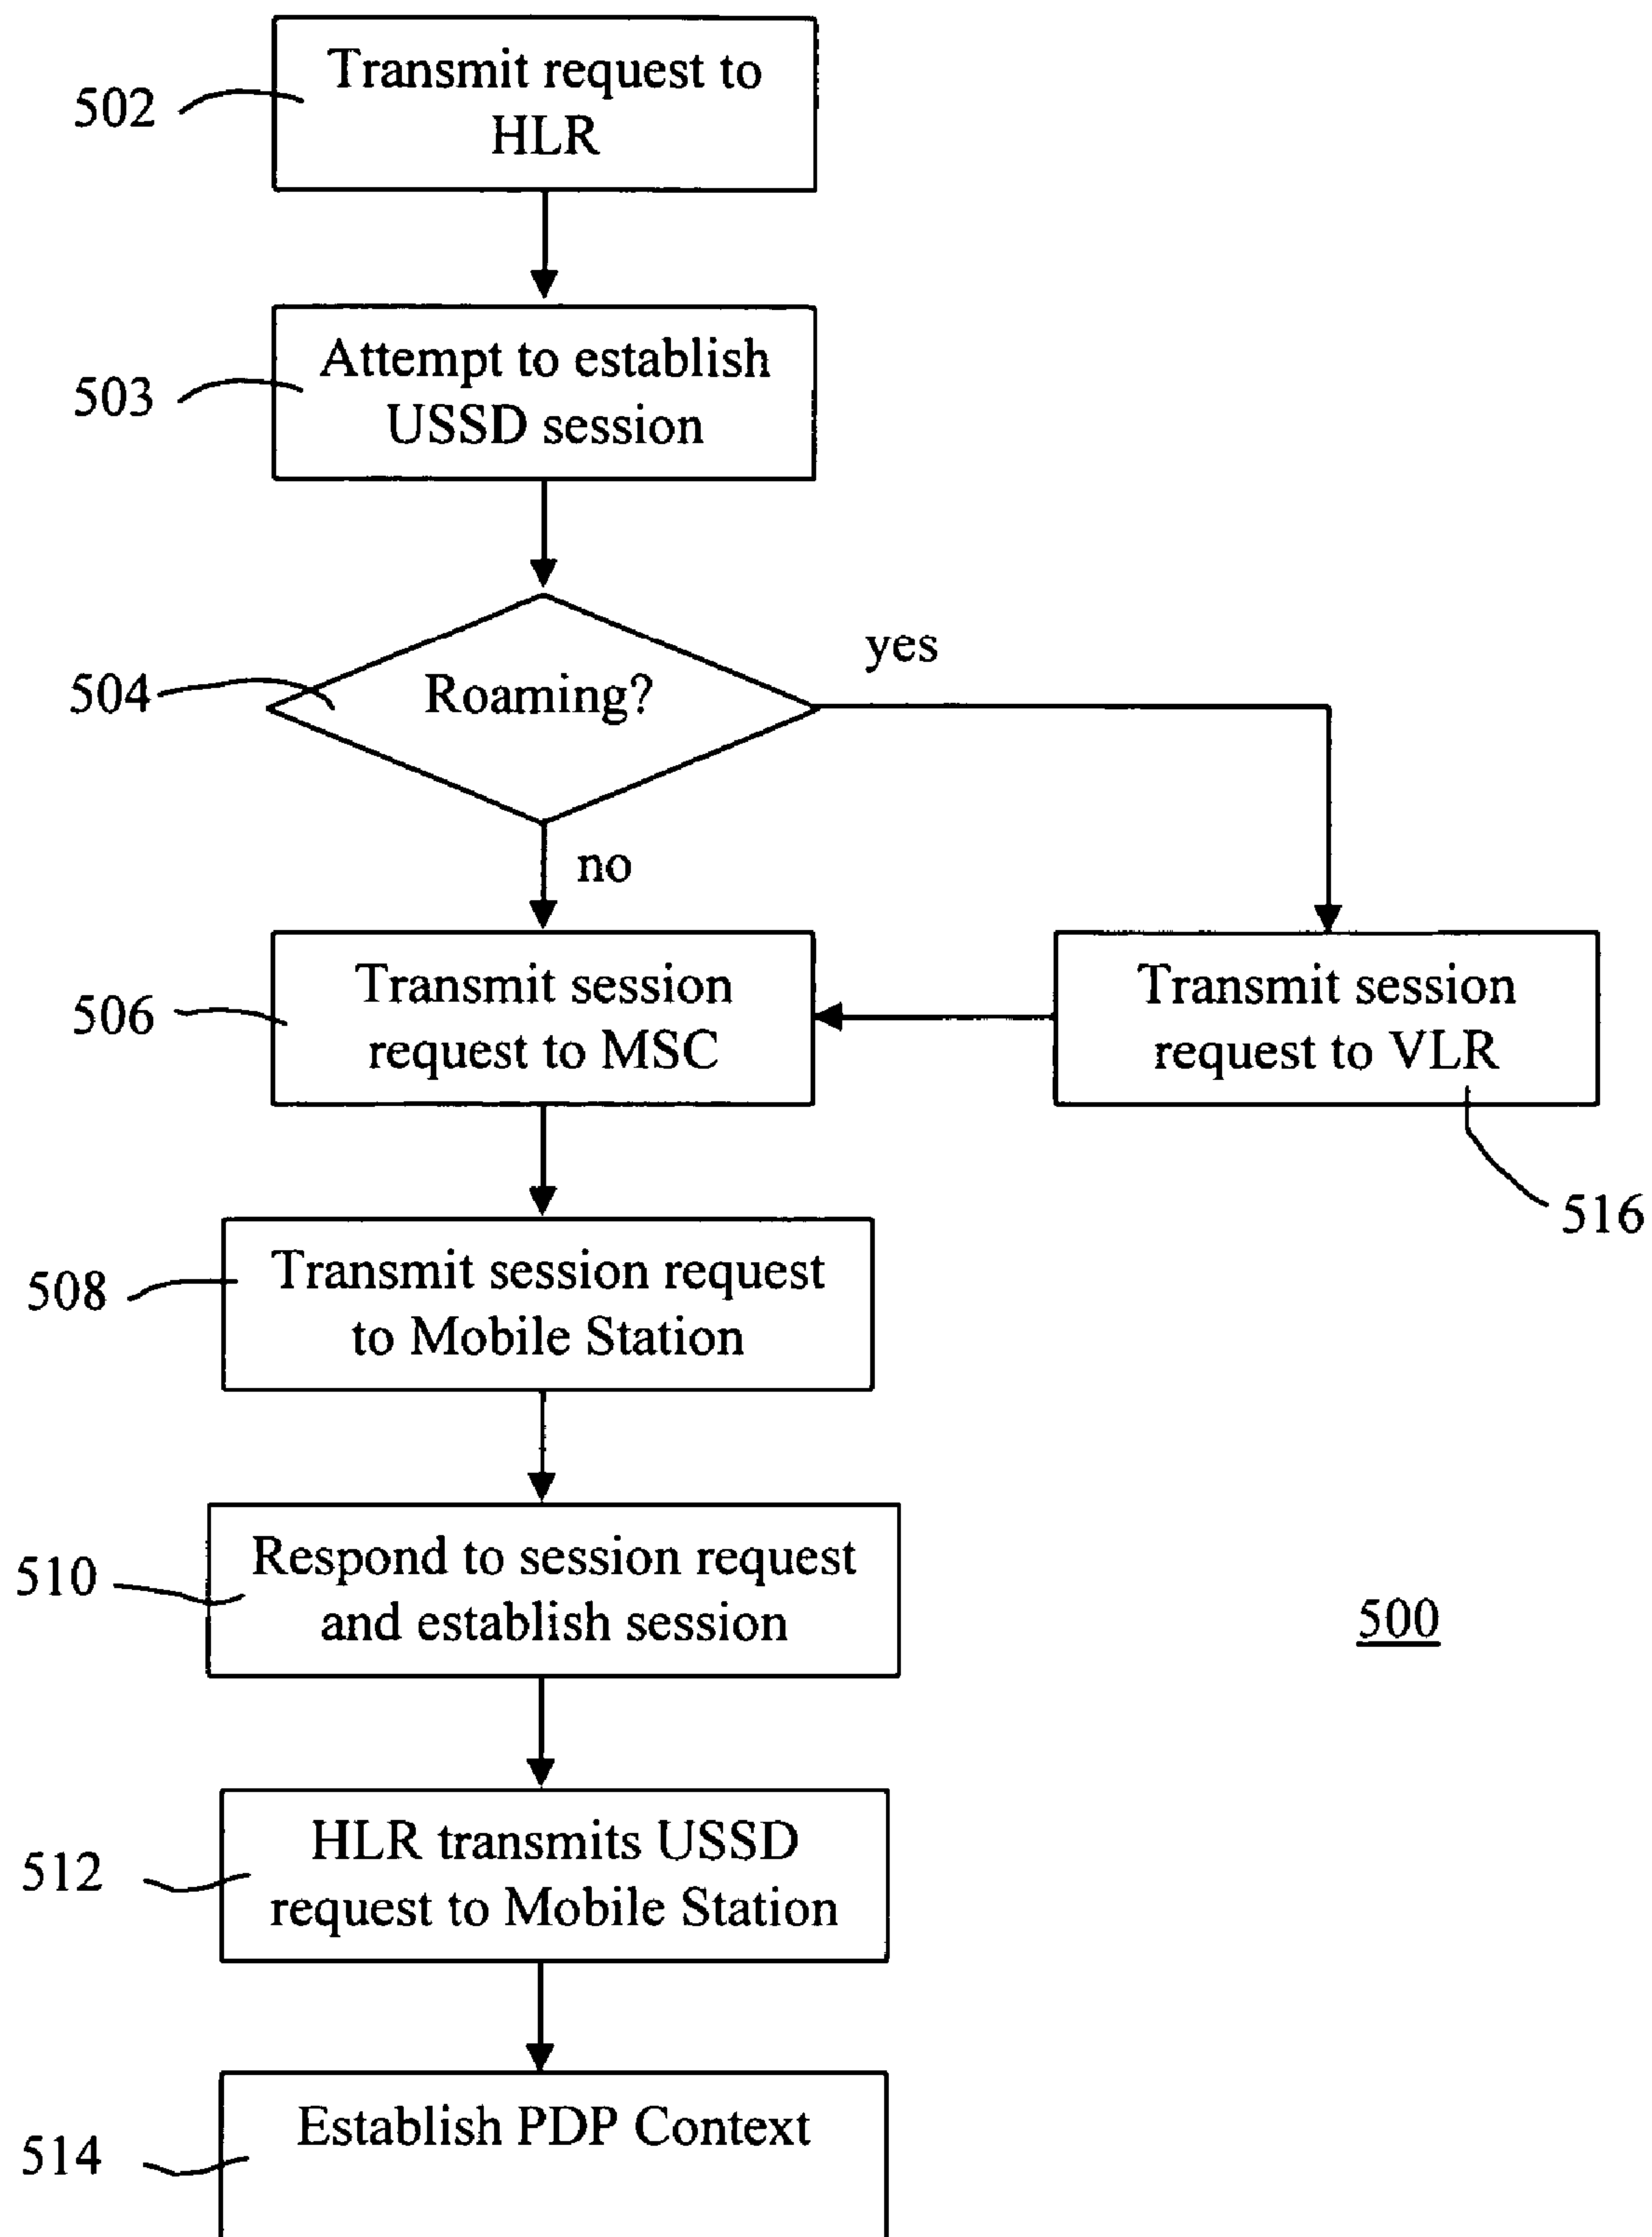 Transmit request to
HLR
502
Attempt to establish
USSD session
503
Roaming?
504
yes
no
Transmit session
request to MSC
506
Transmit session
request to VLR
516
Transmit session request
to Mobile Station
508
Respond to session request
and establish session
510
500
HLR transmits USSD
request to Mobile Station
512
Establish PDP Context
514